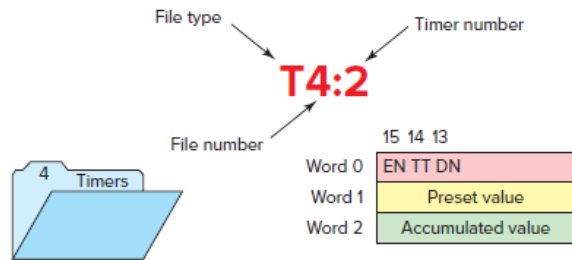 File type
Timer number
T4:2
File number
15 14 13
4
Timers
Word 0 EN TT DN
Word 1 Preset value
Word 2 Accumulated value